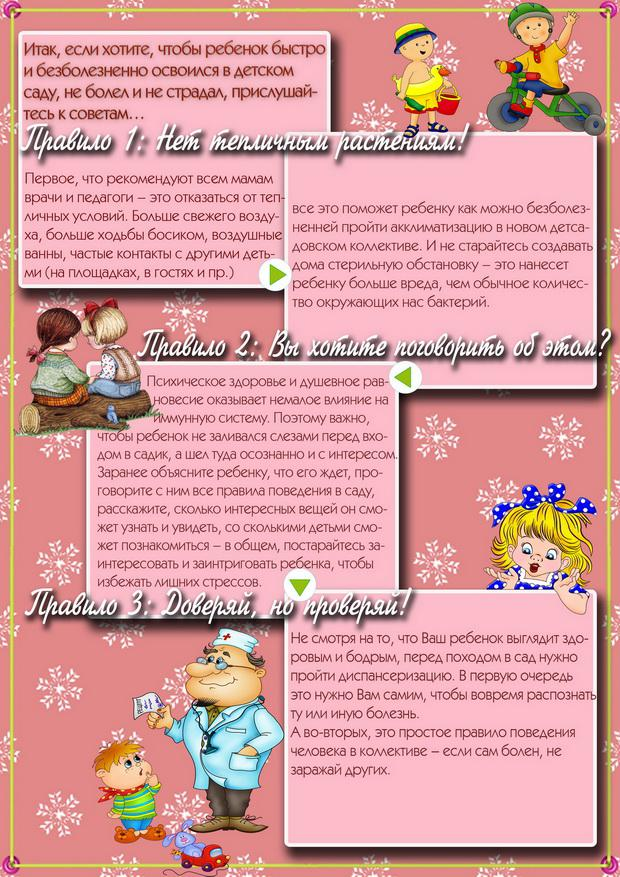 Итак, если хотите, чтобы ребенок быстро
и безболезненно освоился в детском
саду, не болел и не страдал, прислушай-
тесь к советам...
Правило 1: Нет тепличным растениям!
Первое, что рекомендуют всем мамам
врачи и педагоги – это отказаться от теп-
личных условий. Больше свежего возду-
ха, больше ходьбы босиком, воздушные
ванны, частые контакты с другими деть-
ми (на площадках, в гостях и пр.)
все это поможет ребенку как можно безболез-
ненней пройти акклиматизацию в новом детса-
довском коллективе. И не старайтесь создавать
дома стерильную обстановку – это нанесет
ребенку больше вреда, чем обычное количес-
тво окружающих нас бактерий.
Правило 2: Вы хотите поговорить об этом?
Психическое здоровье и душевное рав-
новесие оказывает немалое влияние на
иммунную систему. Поэтому важно,
чтобы ребенок не заливался слезами перед вхо-
дом в садик, а шел туда осознанно и с интересом.
Заранее объясните ребенку, что его ждет, про-
говорите с ним все правила поведения в саду,
расскажите, сколько интересных вещей он смо-
жет узнать и увидеть, со сколькими детьми смо-
жет познакомиться – в общем, постарайтесь за-
интересовать и заинтриговать ребенка, чтобы
избежать лишних стрессов.
Правило 3: Доверяй, но проверяй!
Не смотря на то, что Ваш ребенок выглядит здо-
ровым и бодрым, перед походом в сад нужно
пройти диспансеризацию. В первую очередь
это нужно Вам самим, чтобы вовремя распознать
ту или иную болезнь.
А во-вторых, это простое правило поведения
человека в коллективе – если сам болен, не
заражай других.